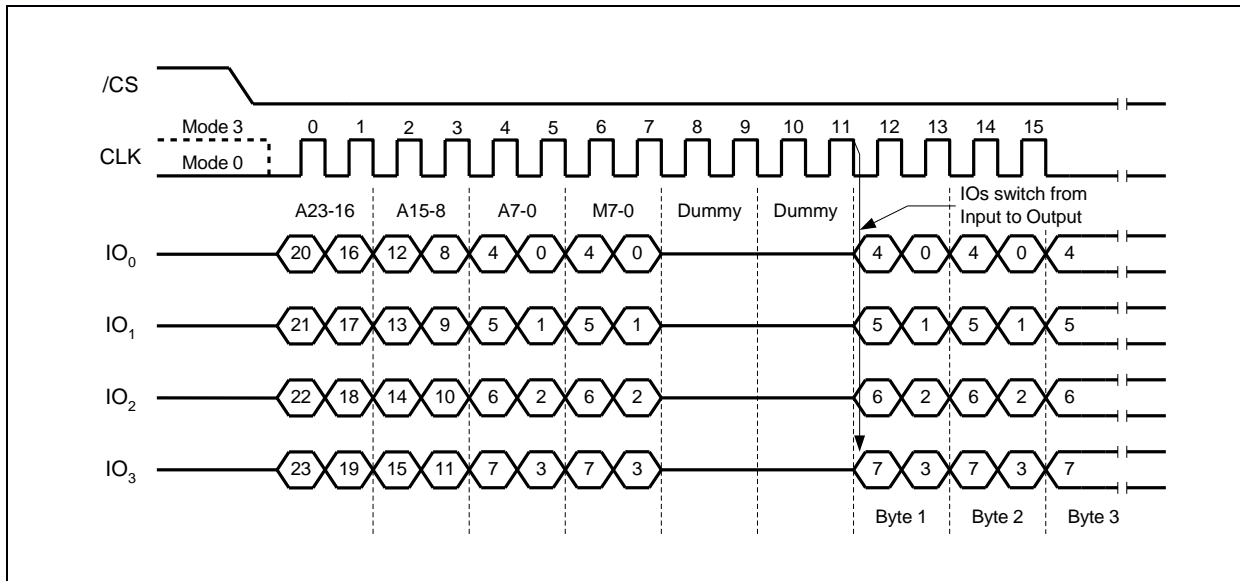 /CS
Mode 3 0 1 2 3 4 5 6 7 8 9 10 11 12 13 14 15
CLK
Mode 0
IOs switch from
Input to Output
A23-16 A15-8 A7-0 M7-0 Dummy Dummy
IO0 20 16 12 8 4 0 4 0 4 0 4 0 4
IO1 21 17 13 9 5 1 5 1 5 1 5 1 5
IO2 22 18 14 10 6 2 6 2 6 2 6 2 6
IO3 23 19 15 11 7 3 7 3 7 3 7 3 7
Byte 1 Byte 2 Byte 3